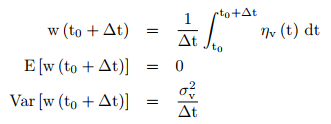 w (t₀ + Δt) = 1/Δt ∫_{t₀}^{t₀+Δt} η_v (t) dt
E [w (t₀ + Δt)] = 0
Var [w (t₀ + Δt)] = σ_v²/Δt